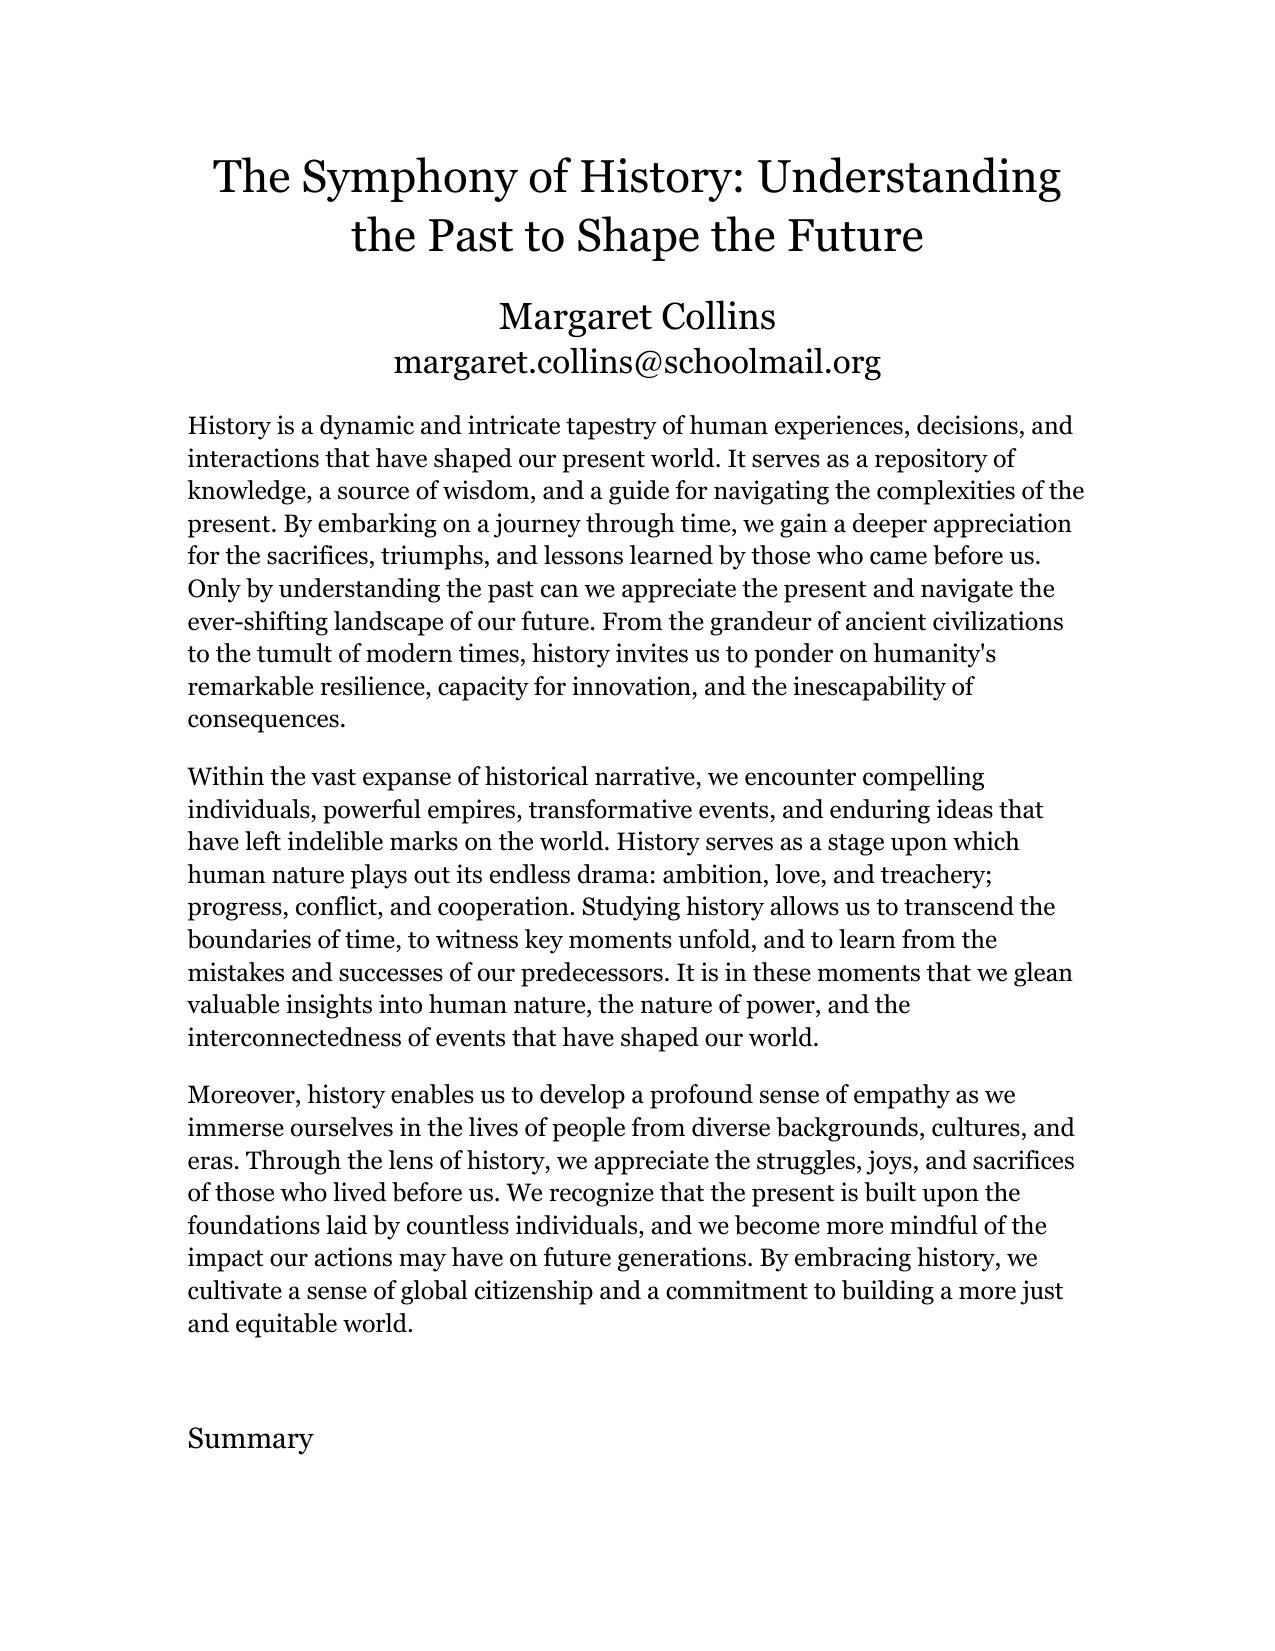 The Symphony of History: Understanding
the Past to Shape the Future
Margaret Collins
margaret.collins@schoolmail.org
History is a dynamic and intricate tapestry of human experiences, decisions, and
interactions that have shaped our present world. It serves as a repository of
knowledge, a source of wisdom, and a guide for navigating the complexities of the
present. By embarking on a journey through time, we gain a deeper appreciation
for the sacrifices, triumphs, and lessons learned by those who came before us.
Only by understanding the past can we appreciate the present and navigate the
ever-shifting landscape of our future. From the grandeur of ancient civilizations
to the tumult of modern times, history invites us to ponder on humanity's
remarkable resilience, capacity for innovation, and the inescapability of
consequences.
Within the vast expanse of historical narrative, we encounter compelling
individuals, powerful empires, transformative events, and enduring ideas that
have left indelible marks on the world. History serves as a stage upon which
human nature plays out its endless drama: ambition, love, and treachery;
progress, conflict, and cooperation. Studying history allows us to transcend the
boundaries of time, to witness key moments unfold, and to learn from the
mistakes and successes of our predecessors. It is in these moments that we glean
valuable insights into human nature, the nature of power, and the
interconnectedness of events that have shaped our world.
Moreover, history enables us to develop a profound sense of empathy as we
immerse ourselves in the lives of people from diverse backgrounds, cultures, and
eras. Through the lens of history, we appreciate the struggles, joys, and sacrifices
of those who lived before us. We recognize that the present is built upon the
foundations laid by countless individuals, and we become more mindful of the
impact our actions may have on future generations. By embracing history, we
cultivate a sense of global citizenship and a commitment to building a more just
and equitable world.
Summary